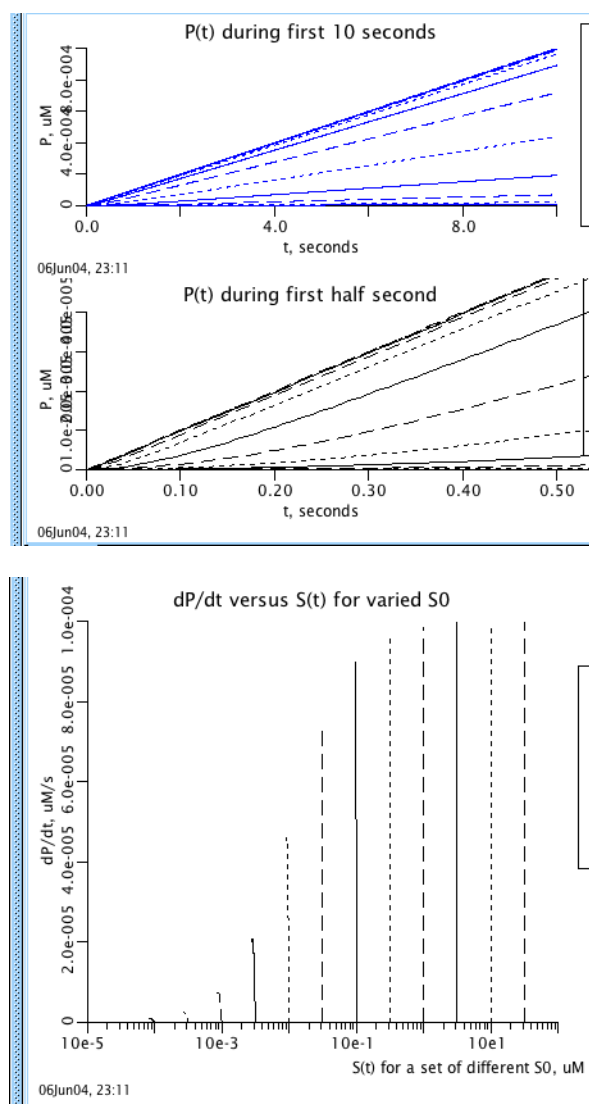 P(t) during first 10 seconds
P, uM
0
4.0e-004
8.0e-004
0.0
4.0
8.0
t, seconds
06Jun04, 23:11
P(t) during first half second
P, uM
0
0.00
0.10
0.20
0.30
0.40
0.50
t, seconds
06Jun04, 23:11
dP/dt versus S(t) for varied S0
dP/dt, uM/s
1.0e-004
8.0e-005
6.0e-005
4.0e-005
2.0e-005
0
10e-5
10e-3
10e-1
10e1
S(t) for a set of different S0, uM
06Jun04, 23:11